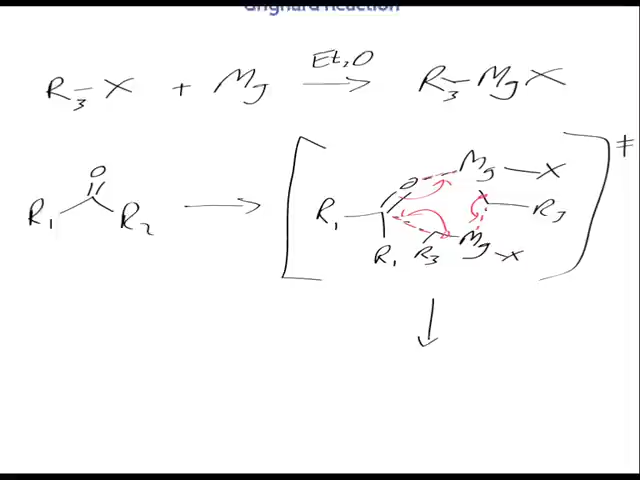 Grignard Reaction
R₃-X + Mg Et₂O → R₃-MgX
O Mg-X
R₁ R₂ → R₁ R₃ ‡
R₁ R₃ Mg-X